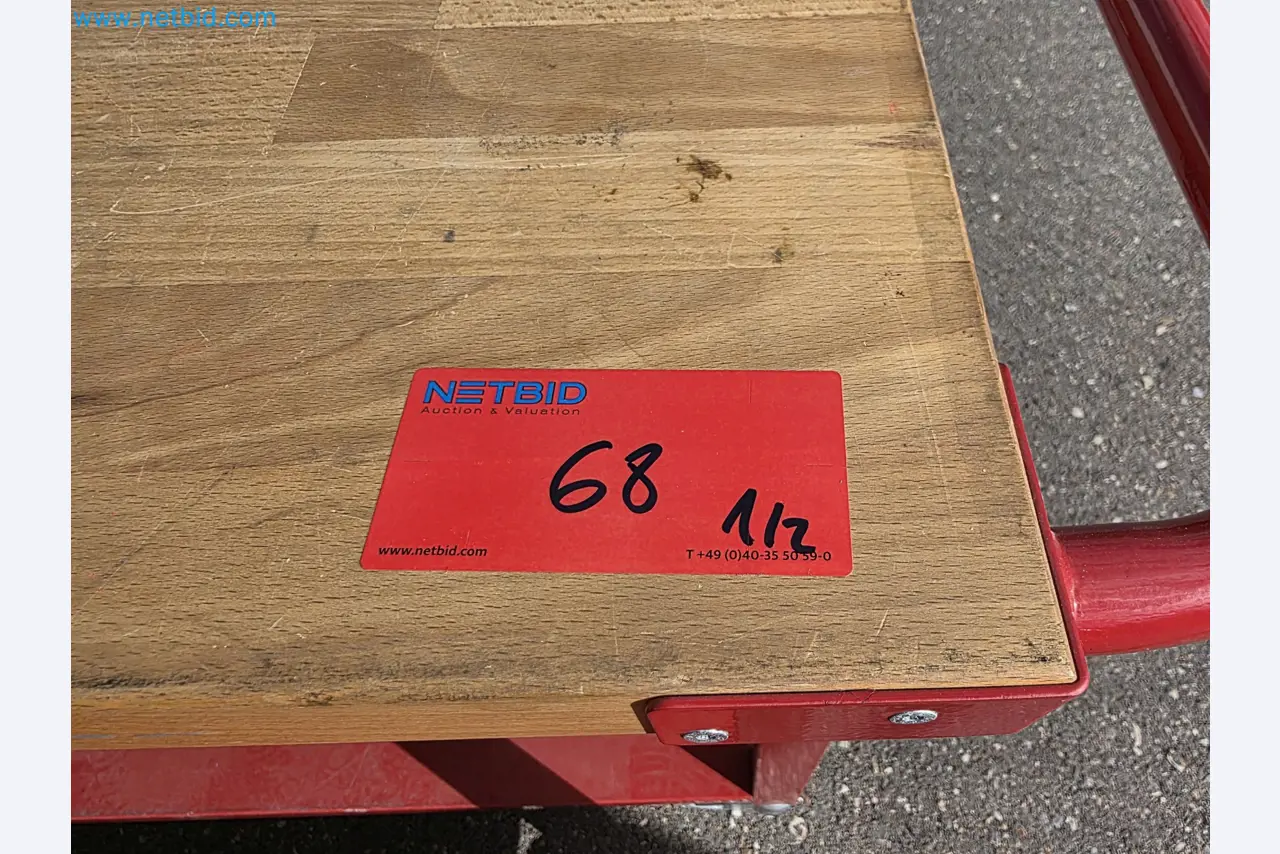 www.netbid.com
NETBID
Auction & Valuation
68
1/2
www.netbid.com
T +49 (0)40-35 50 59-0